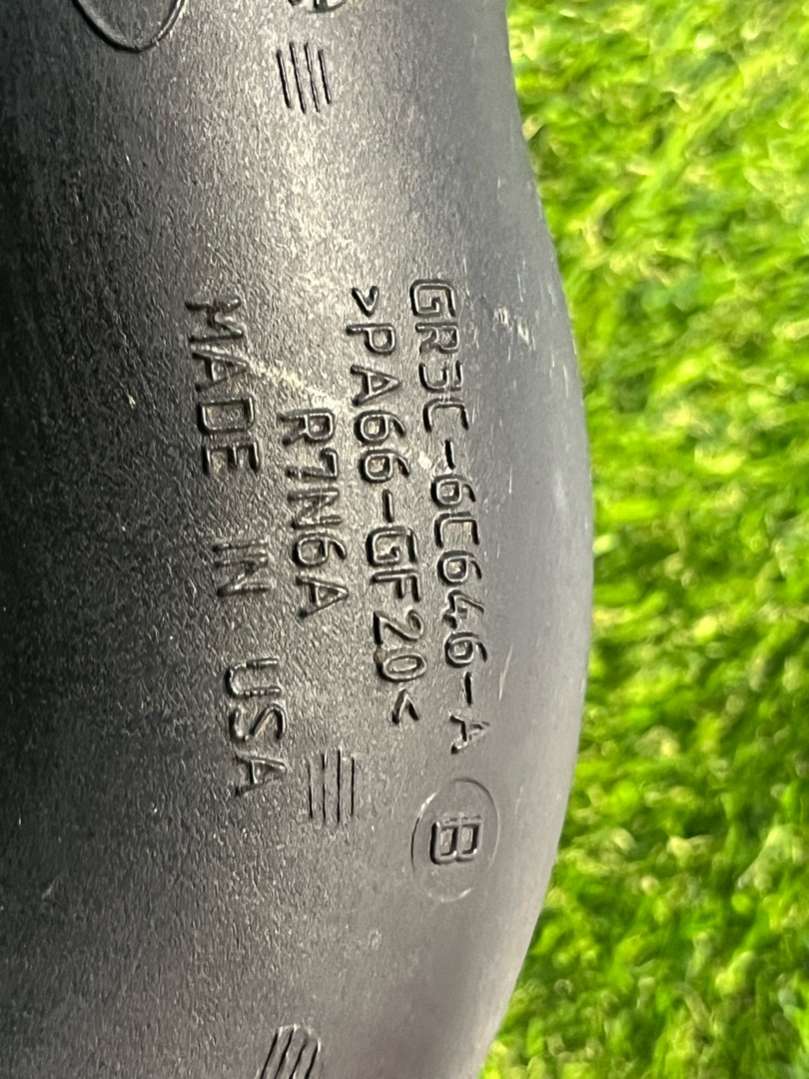 GR3C-6C646-A B
>PA66-GF20<
R7N6A
MADE IN USA